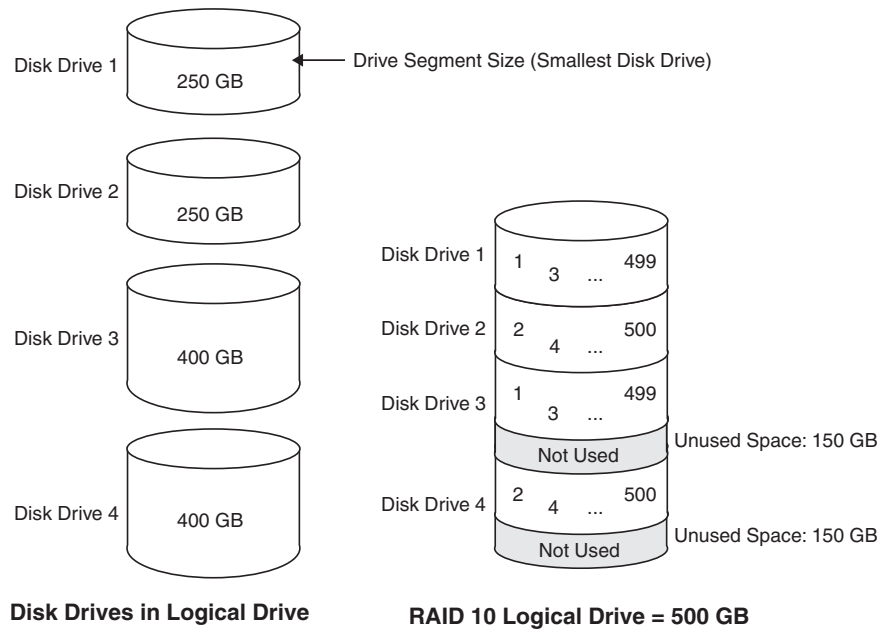 Disk Drive 1
250 GB
Drive Segment Size (Smallest Disk Drive)
Disk Drive 2
250 GB
Disk Drive 3
400 GB
Disk Drive 4
400 GB
Disk Drives in Logical Drive
Disk Drive 1
1 3 ... 499
Disk Drive 2
2 4 ... 500
Disk Drive 3
1 3 ... 499
Not Used
Unused Space: 150 GB
Disk Drive 4
2 4 ... 500
Not Used
Unused Space: 150 GB
RAID 10 Logical Drive = 500 GB